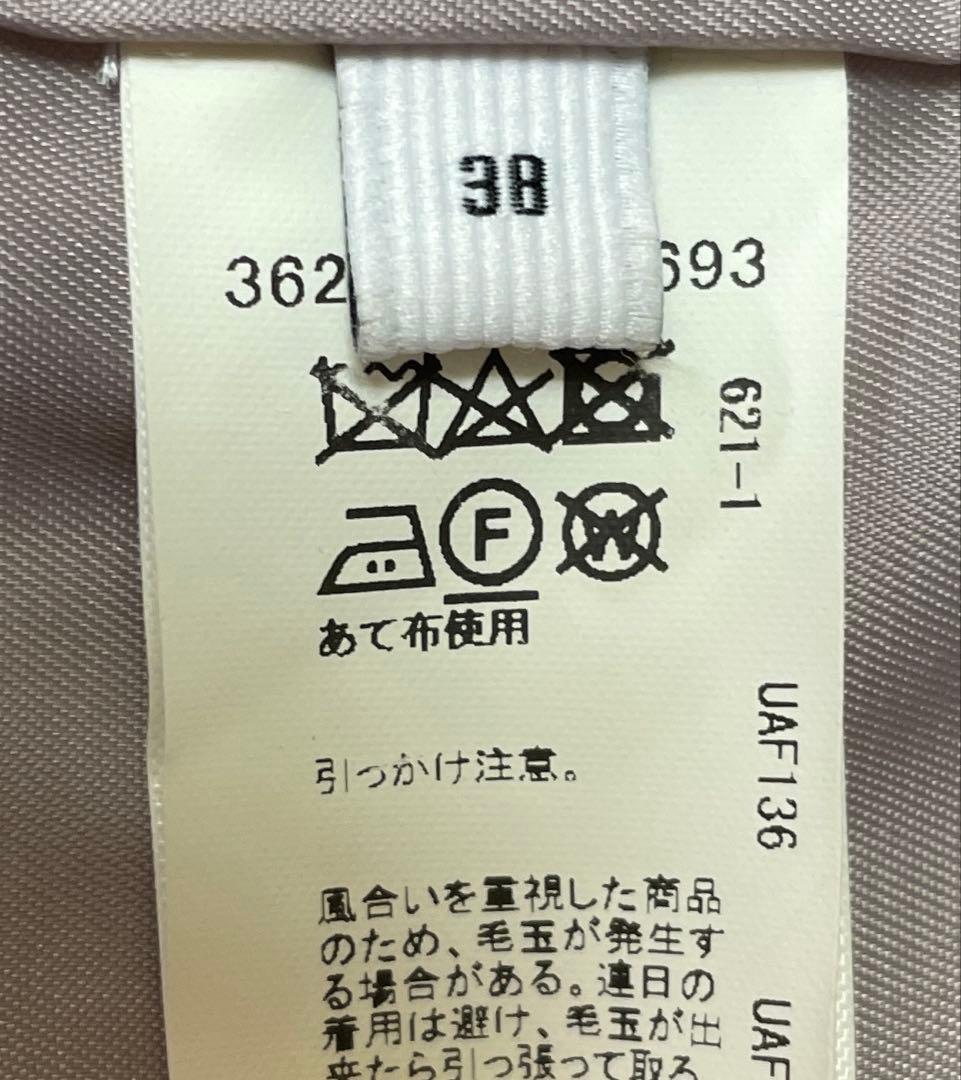 38
362
693
621-1
F
W
あて布使用
引っかけ注意。
UAF136
風合いを重視した商品
のため、毛玉が発生す
る場合がある。連日の
着用は避け、毛玉が出
来たら引っ張って取る
UAF